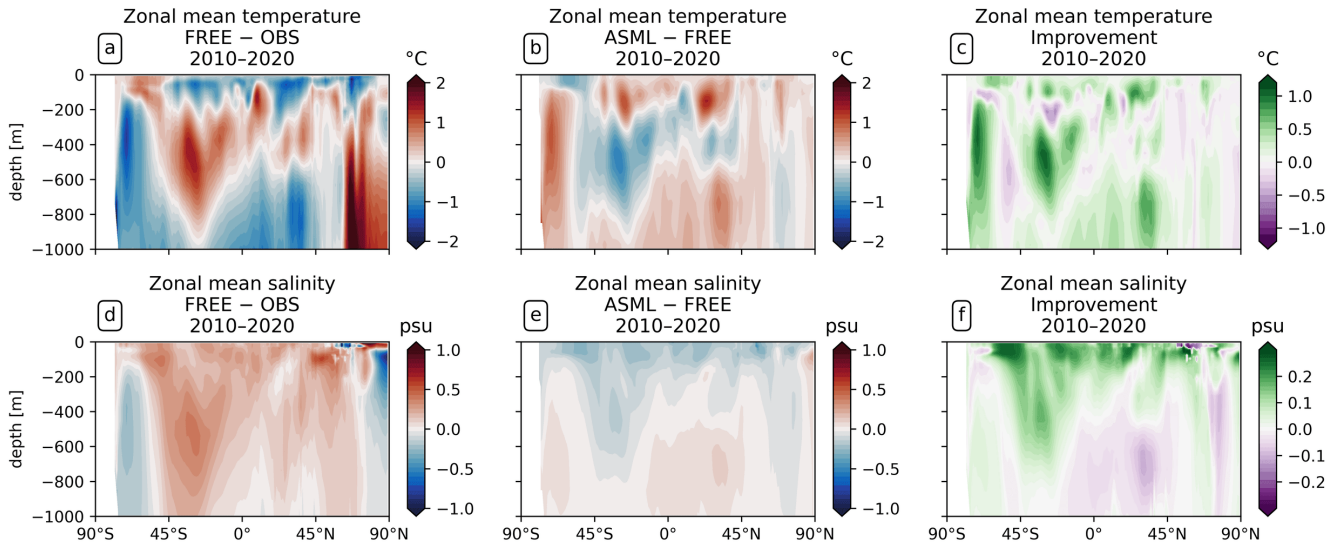 Zonal mean temperature
FREE − OBS
2010–2020
a
°C
Zonal mean temperature
ASML − FREE
2010–2020
b
°C
Zonal mean temperature
Improvement
2010–2020
c
°C
depth [m]
0
−200
−400
−600
−800
−1000
2
1
0
−1
−2
2
1
0
−1
−2
1.0
0.5
0.0
−0.5
−1.0
Zonal mean salinity
FREE − OBS
2010–2020
d
psu
Zonal mean salinity
ASML − FREE
2010–2020
e
psu
Zonal mean salinity
Improvement
2010–2020
f
psu
depth [m]
0
−200
−400
−600
−800
−1000
1.0
0.5
0.0
−0.5
−1.0
1.0
0.5
0.0
−0.5
−1.0
0.2
0.1
0.0
−0.1
−0.2
90°S 45°S 0° 45°N 90°N
90°S 45°S 0° 45°N 90°N
90°S 45°S 0° 45°N 90°N